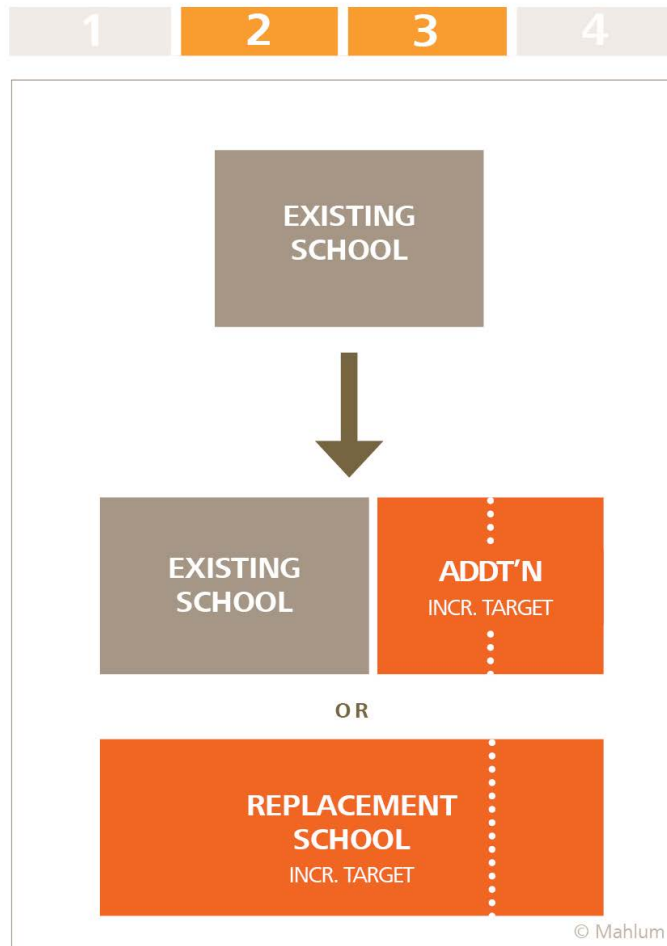 1 2 3 4
EXISTING
SCHOOL
EXISTING
SCHOOL
ADDT'N
INCR. TARGET
OR
REPLACEMENT
SCHOOL
INCR. TARGET
© Mahlum